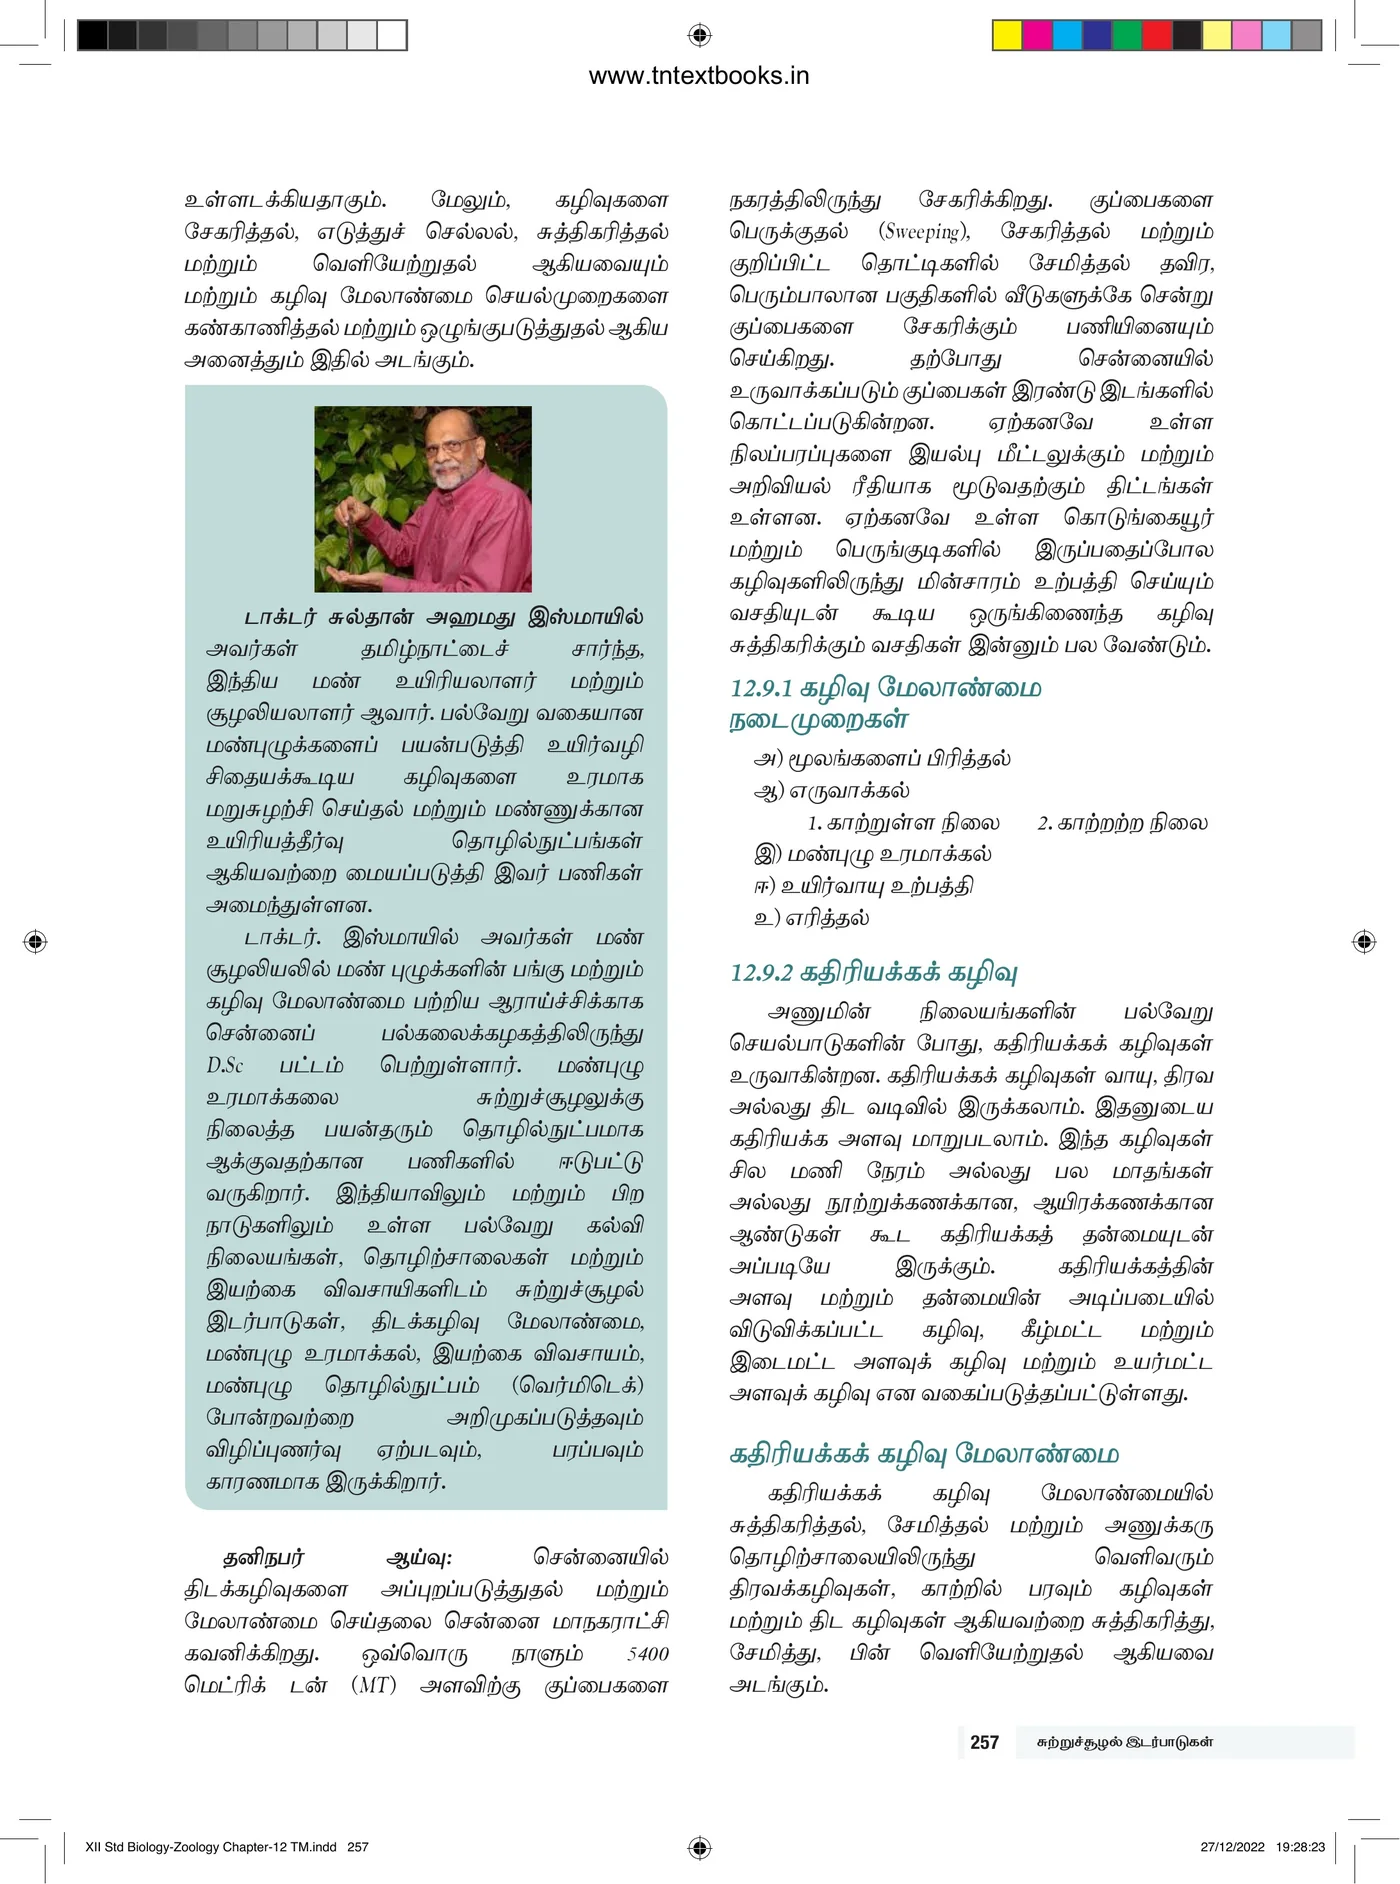 www.tntextbooks.in
உள்ளடக்கியதாகும். மேலும், கழிவுகளை
சேகரித்தல், எடுத்துச் செல்லல், சுத்திகரித்தல்
மற்றும் வெளியேற்றுதல் ஆகியவையும்
மற்றும் கழிவு மேலாண்மை செயல்முறைகளை
கண்காணித்தல் மற்றும் ஒழுங்குபடுத்துதல் ஆகிய
அனைத்தும் இதில் அடங்கும்.
டாக்டர் சுல்தான் அஹமது இஸ்மாயில்
அவர்கள் தமிழ்நாட்டைச் சார்ந்த,
இந்திய மண் உயிரியலாளர் மற்றும்
சூழலியலாளர் ஆவார். பல்வேறு வகையான
மண்புழுக்களைப் பயன்படுத்தி உயிர்வழி
சிதையக்கூடிய கழிவுகளை உரமாக
மறுசுழற்சி செய்தல் மற்றும் மண்ணுக்கான
உயிரியத்தீர்வு தொழில்நுட்பங்கள்
ஆகியவற்றை மையப்படுத்தி இவர் பணிகள்
அமைந்துள்ளன.
டாக்டர். இஸ்மாயில் அவர்கள் மண்
சூழலியலில் மண் புழுக்களின் பங்கு மற்றும்
கழிவு மேலாண்மை பற்றிய ஆராய்ச்சிக்காக
சென்னைப் பல்கலைக்கழகத்திலிருந்து
D.Sc பட்டம் பெற்றுள்ளார். மண்புழு
உரமாக்கலை சுற்றுச்சூழலுக்கு
நிலைத்த பயன்தரும் தொழில்நுட்பமாக
ஆக்குவதற்கான பணிகளில் ஈடுபட்டு
வருகிறார். இந்தியாவிலும் மற்றும் பிற
நாடுகளிலும் உள்ள பல்வேறு கல்வி
நிலையங்கள், தொழிற்சாலைகள் மற்றும்
இயற்கை விவசாயிகளிடம் சுற்றுச்சூழல்
இடர்பாடுகள், திடக்கழிவு மேலாண்மை,
மண்புழு உரமாக்கல், இயற்கை விவசாயம்,
மண்புழு தொழில்நுட்பம் (வெர்மிடெக்)
போன்றவற்றை அறிமுகப்படுத்தவும்
விழிப்புணர்வு ஏற்படவும், பரப்பவும்
காரணமாக இருக்கிறார்.
தனிநபர் ஆய்வு: சென்னையில்
திடக்கழிவுகளை அப்புறப்படுத்துதல் மற்றும்
மேலாண்மை செய்தலை சென்னை மாநகராட்சி
கவனிக்கிறது. ஒவ்வொரு நாளும் 5400
மெட்ரிக் டன் (MT) அளவிற்கு குப்பைகளை
நகரத்திலிருந்து சேகரிக்கிறது. குப்பைகளை
பெருக்குதல் (Sweeping), சேகரித்தல் மற்றும்
குறிப்பிட்ட தொட்டிகளில் சேமித்தல் தவிர,
பெரும்பாலான பகுதிகளில் வீடுகளுக்கே சென்று
குப்பைகளை சேகரிக்கும் பணியினையும்
செய்கிறது. தற்போது சென்னையில்
உருவாக்கப்படும் குப்பைகள் இரண்டு இடங்களில்
கொட்டப்படுகின்றன. ஏற்கனவே உள்ள
நிலப்பரப்புகளை இயல்பு மீட்டலுக்கும் மற்றும்
அறிவியல் ரீதியாக மூடுவதற்கும் திட்டங்கள்
உள்ளன. ஏற்கனவே உள்ள கொடுங்கையூர்
மற்றும் பெருங்குடிகளில் இருப்பதைப்போல
கழிவுகளிலிருந்து மின்சாரம் உற்பத்தி செய்யும்
வசதியுடன் கூடிய ஒருங்கிணைந்த கழிவு
சுத்திகரிக்கும் வசதிகள் இன்னும் பல வேண்டும்.
12.9.1 கழிவு மேலாண்மை
நடைமுறைகள்
அ) மூலங்களைப் பிரித்தல்
ஆ) எருவாக்கல்
1. காற்றுள்ள நிலை 2. காற்றற்ற நிலை
இ) மண்புழு உரமாக்கல்
ஈ) உயிர்வாயு உற்பத்தி
உ) எரித்தல்
12.9.2 கதிரியக்கக் கழிவு
அணுமின் நிலையங்களின் பல்வேறு
செயல்பாடுகளின் போது, கதிரியக்கக் கழிவுகள்
உருவாகின்றன. கதிரியக்கக் கழிவுகள் வாயு, திரவ
அல்லது திட வடிவில் இருக்கலாம். இதனுடைய
கதிரியக்க அளவு மாறுபடலாம். இந்த கழிவுகள்
சில மணி நேரம் அல்லது பல மாதங்கள்
அல்லது நூற்றுக்கணக்கான, ஆயிரக்கணக்கான
ஆண்டுகள் கூட கதிரியக்கத் தன்மையுடன்
அப்படியே இருக்கும். கதிரியக்கத்தின்
அளவு மற்றும் தன்மையின் அடிப்படையில்
விடுவிக்கப்பட்ட கழிவு, கீழ்மட்ட மற்றும்
இடைமட்ட அளவுக் கழிவு மற்றும் உயர்மட்ட
அளவுக் கழிவு என வகைப்படுத்தப்பட்டுள்ளது.
கதிரியக்கக் கழிவு மேலாண்மை
கதிரியக்கக் கழிவு மேலாண்மையில்
சுத்திகரித்தல், சேமித்தல் மற்றும் அணுக்கரு
தொழிற்சாலையிலிருந்து வெளிவரும்
திரவக்கழிவுகள், காற்றில் பரவும் கழிவுகள்
மற்றும் திட கழிவுகள் ஆகியவற்றை சுத்திகரித்து,
சேமித்து, பின் வெளியேற்றுதல் ஆகியவை
அடங்கும்.
257 சுற்றுச்சூழல் இடர்பாடுகள்
XII Std Biology-Zoology Chapter-12 TM.indd 257 27/12/2022 19:28:23